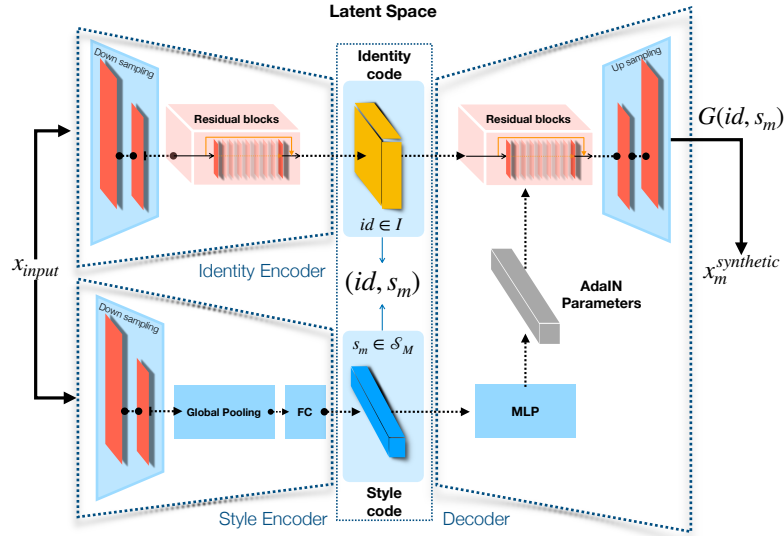 Latent Space
Down sampling
Residual blocks
Identity
code
id ∈ I
Identity Encoder
Residual blocks
Up sampling
G(id, s_m)
x_input
(id, s_m)
x_m^synthetic
AdaIN
Parameters
Down sampling
Global Pooling
FC
s_m ∈ 𝒮_M
MLP
Style Encoder
Style
code
Decoder